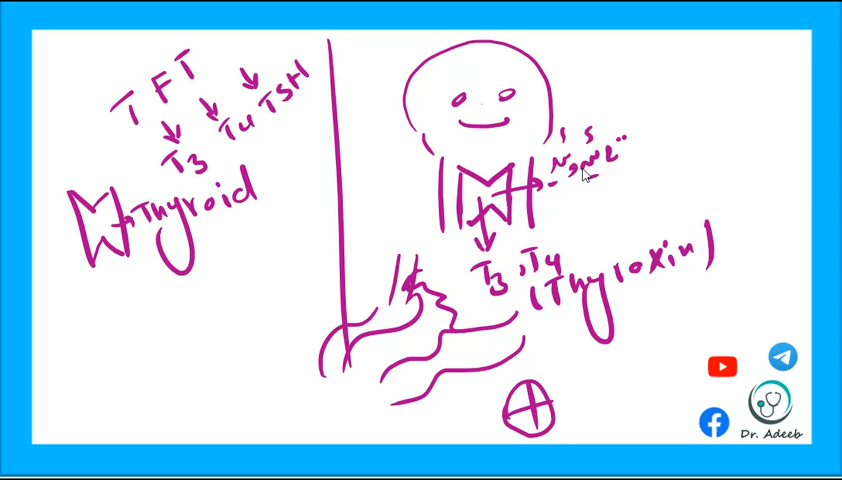 TFT
T3 T4 TSH
Thyroid
T3, T4
(Thyroxin)
Dr. Adeeb